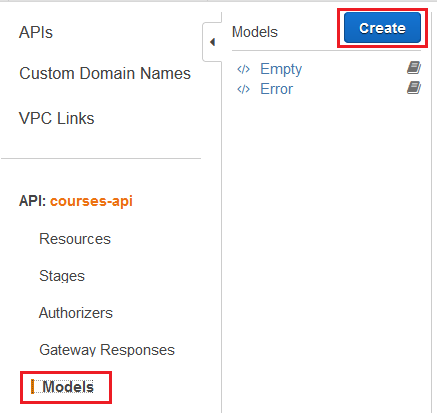 APIs
Custom Domain Names
VPC Links
API: courses-api
Resources
Stages
Authorizers
Gateway Responses
Models
Models
Create
</> Empty
</> Error